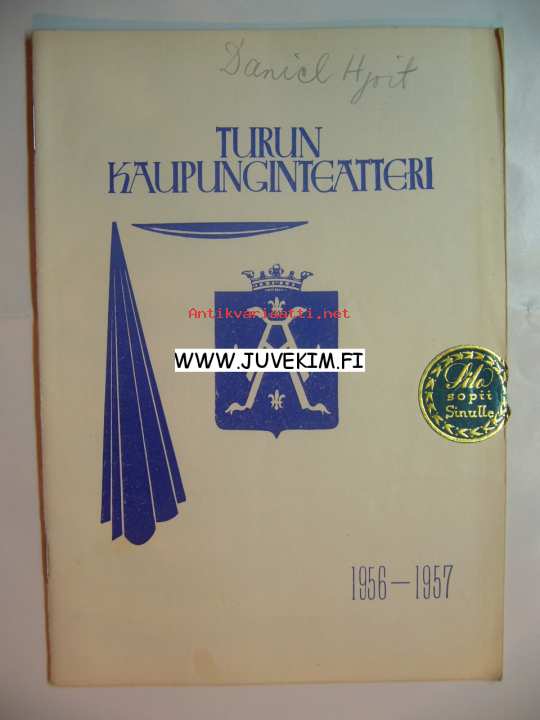 Daniel Hjort
TURUN
KAUPUNGINTEATTERI
Antikvariaatti.net
WWW.JUVEKIM.FI
A
Silo
sopii
Sinulle
1956–1957